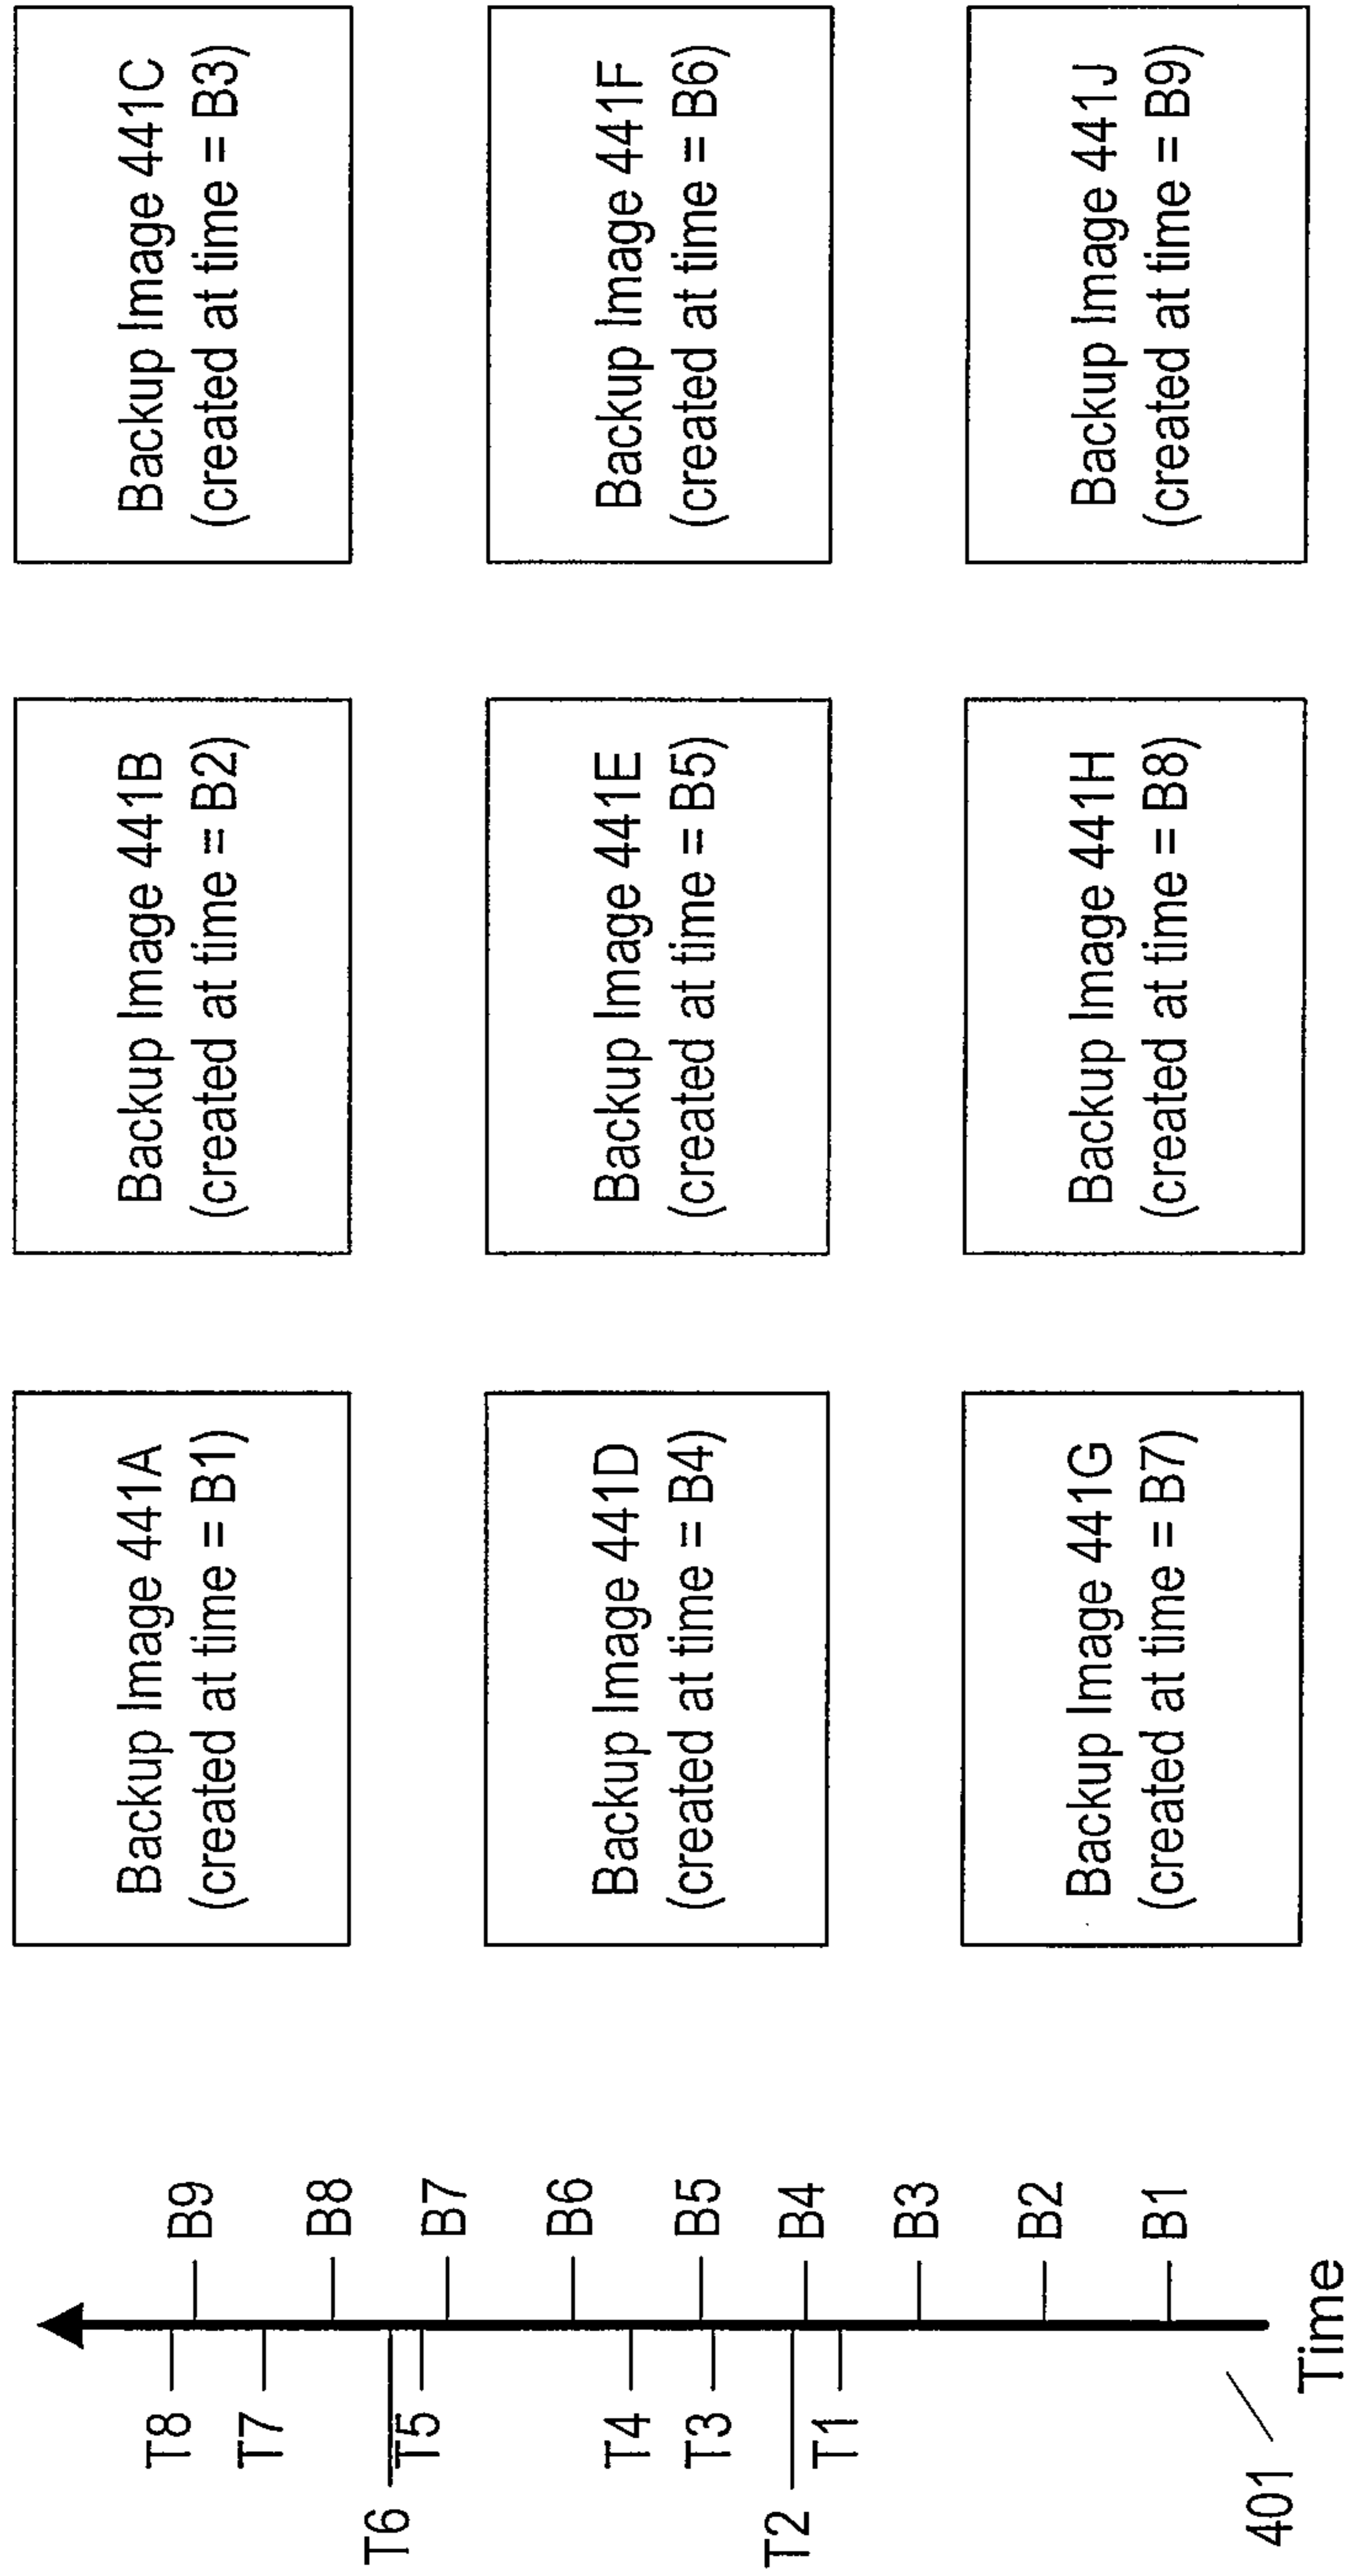 T1
T2
T3
T4
T5
T6
T7
T8
401
B1
B2
B3
B4
B5
B6
B7
B8
B9
Time
Backup Image 441A
(created at time = B1)
Backup Image 441B
(created at time = B2)
Backup Image 441C
(created at time = B3)
Backup Image 441D
(created at time = B4)
Backup Image 441E
(created at time = B5)
Backup Image 441F
(created at time = B6)
Backup Image 441G
(created at time = B7)
Backup Image 441H
(created at time = B8)
Backup Image 441J
(created at time = B9)